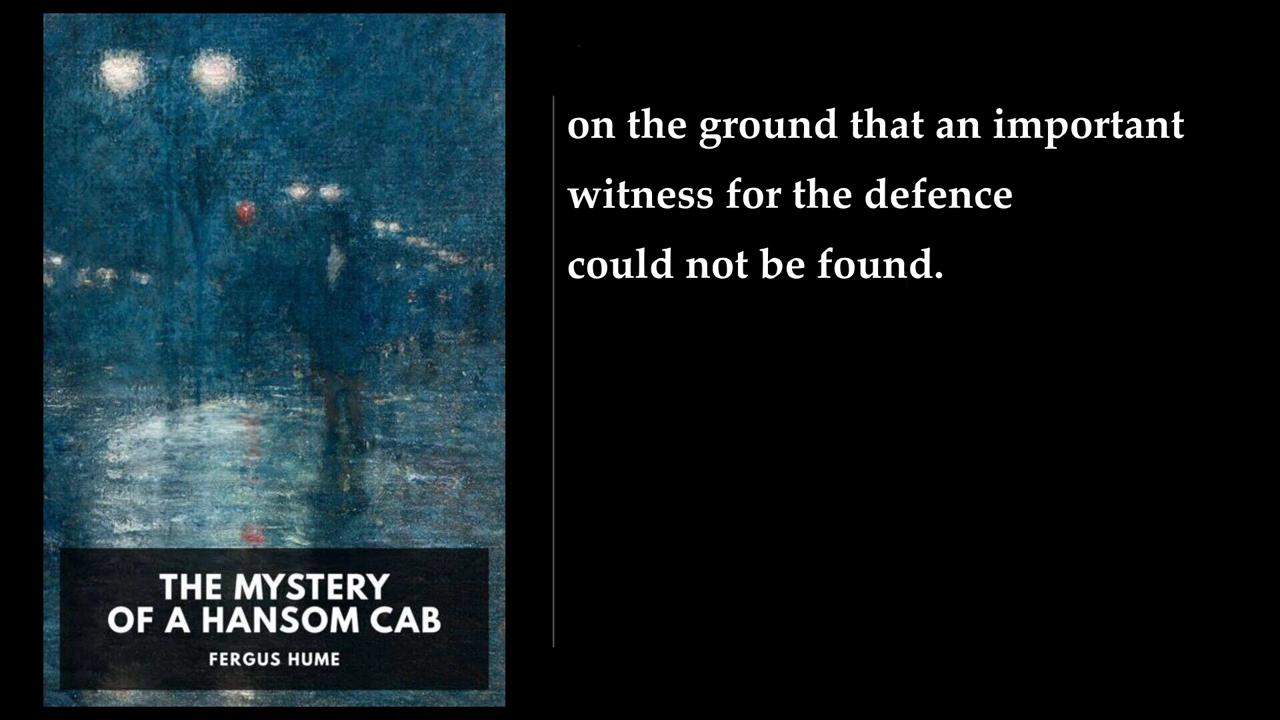 on the ground that an important
witness for the defence
could not be found.
THE MYSTERY
OF A HANSOM CAB
FERGUS HUME